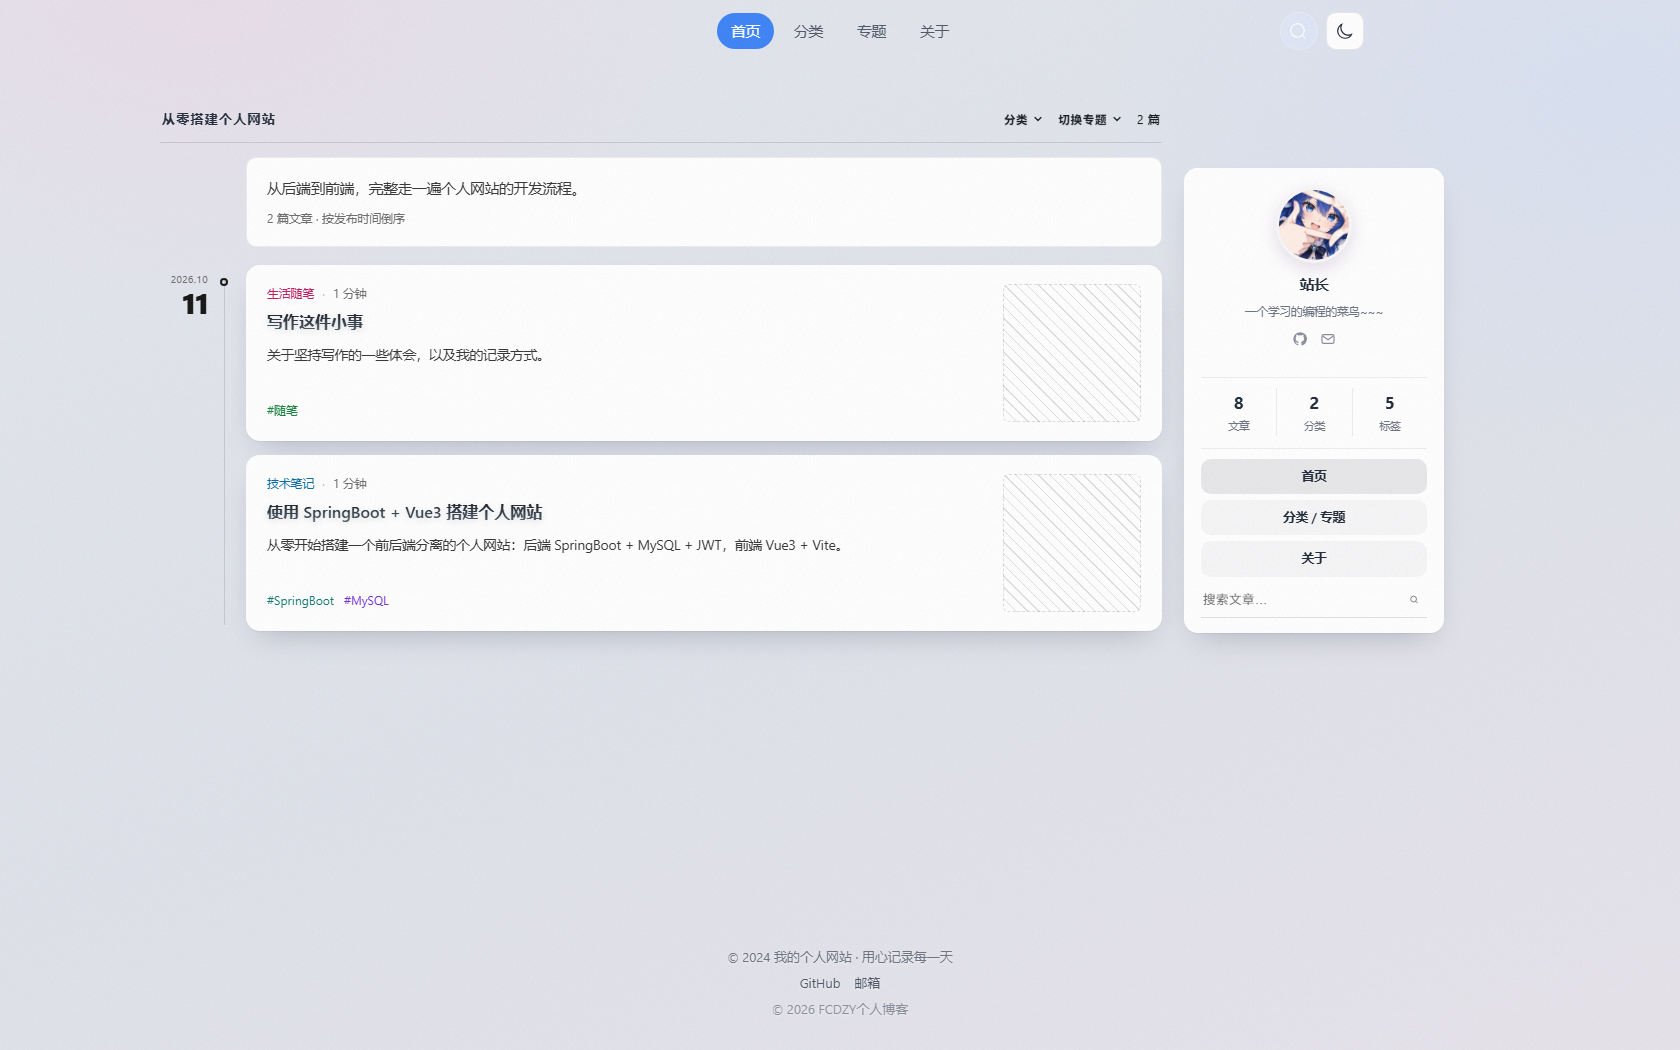 首页 分类 专题 关于
从零搭建个人网站 分类 切换专题 2 篇
从后端到前端，完整走一遍个人网站的开发流程。
2 篇文章 · 按发布时间倒序
2026.10
11
生活随笔 · 1 分钟
写作这件小事
关于坚持写作的一些体会，以及我的记录方式。
#随笔
技术笔记 · 1 分钟
使用 SpringBoot + Vue3 搭建个人网站
从零开始搭建一个前后端分离的个人网站：后端 SpringBoot + MySQL + JWT，前端 Vue3 + Vite。
#SpringBoot #MySQL
站长
一个学习的编程的菜鸟~~~
8 2 5
文章 分类 标签
首页
分类 / 专题
关于
搜索文章...
© 2024 我的个人网站 · 用心记录每一天
GitHub 邮箱
© 2026 FCDZY个人博客